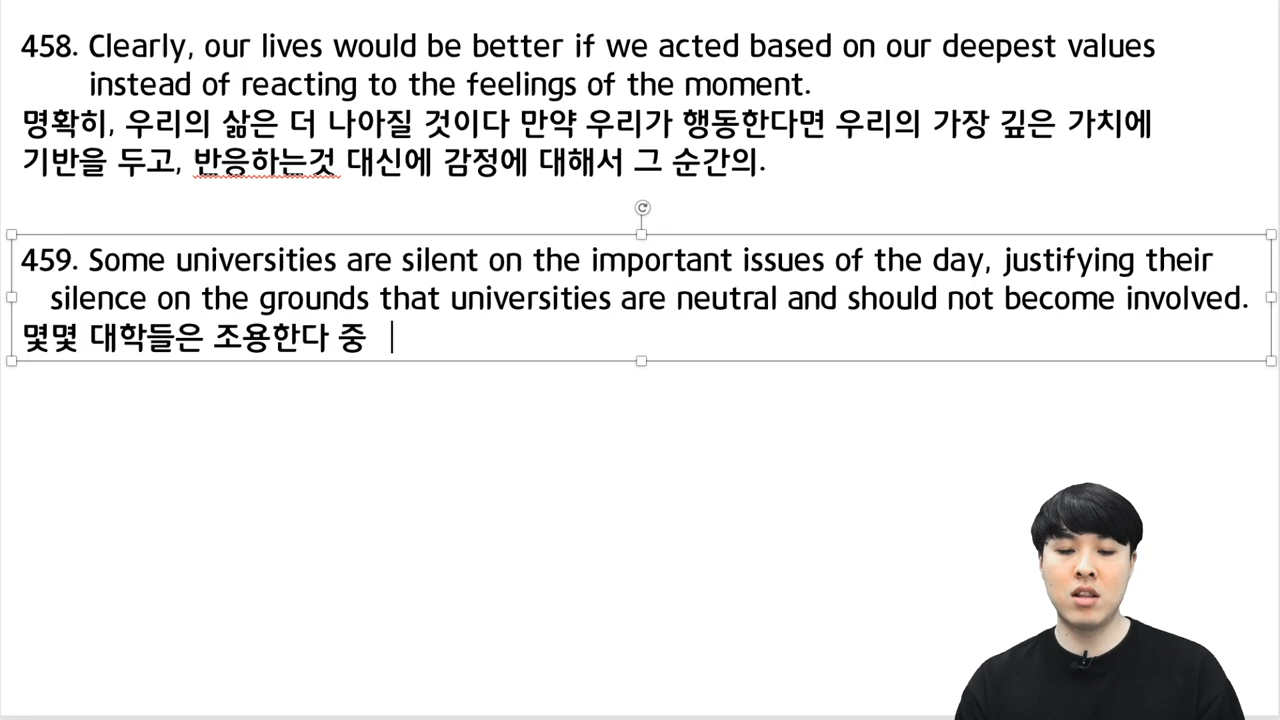 458. Clearly, our lives would be better if we acted based on our deepest values
instead of reacting to the feelings of the moment.
명확히, 우리의 삶은 더 나아질 것이다 만약 우리가 행동한다면 우리의 가장 깊은 가치에
기반을 두고, 반응하는것 대신에 감정에 대해서 그 순간의.
459. Some universities are silent on the important issues of the day, justifying their
silence on the grounds that universities are neutral and should not become involved.
몇몇 대학들은 조용한다 중